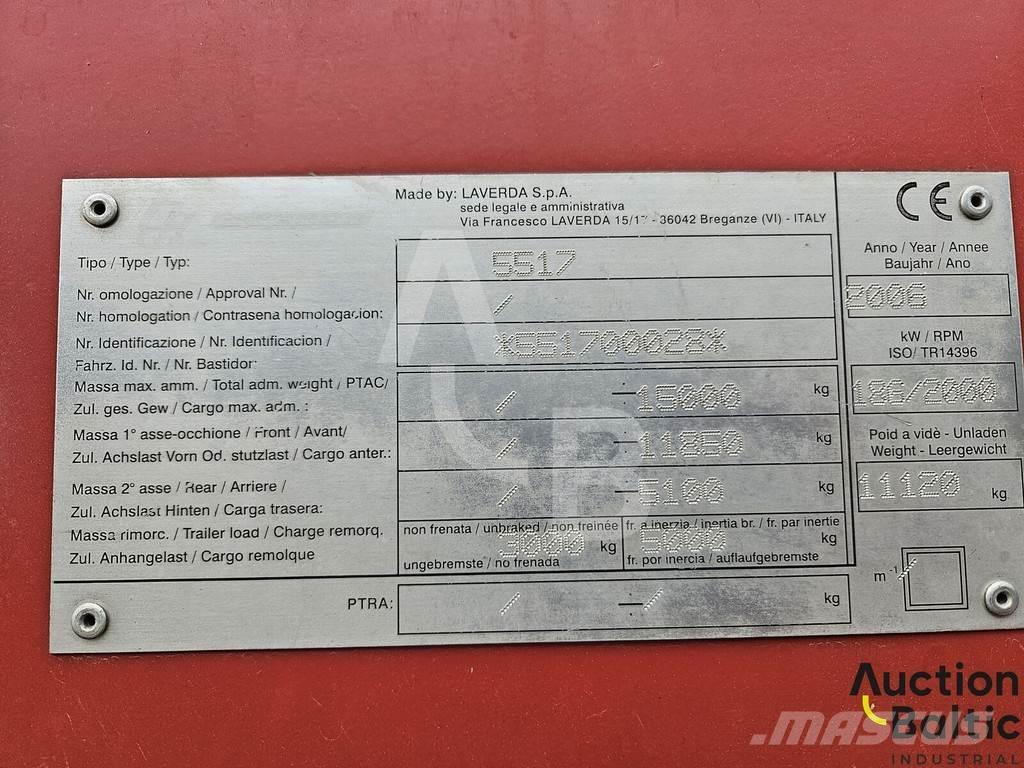 Made by: LAVERDA S.p.A.
sede legale e amministrativa
Via Francesco LAVERDA 15/17 - 36042 Breganze (VI) - ITALY
CE
Tipo / Type / Typ: 5517
Nr. omologazione / Approval Nr. /
Nr. homologation / Contrasena homologacion: /
Nr. Identificazione / Nr. Identificacion /
Fahrz. Id. Nr. / Nr. Bastidor: *551700028*
Massa max. amm. / Total adm. weight / PTAC/
Zul. ges. Gew / Cargo max. adm. : / - 15000 kg
Massa 1° asse-occhione / Front / Avant/
Zul. Achslast Vorn Od. stutzlast / Cargo anter.: / - 11850 kg
Massa 2° asse / Rear / Arriere /
Zul. Achslast Hinten / Carga trasera: / - 5100 kg
Massa rimorc. / Trailer load / Charge remorq.
Zul. Anhangelast / Cargo remolque
non frenata / unbraked / non freinée
3000 kg
ungebremste / no frenada
fr. a inerzia / inertia br. / fr. par inertie
5000 kg
fr. por inercia / auflaufgebremste
PTRA: / - / kg
Anno / Year / Annee
Baujahr / Ano
2006
kW / RPM
ISO/ TR14396
186/2000
Poid a vidè - Unladen
Weight - Leergewicht
11120 kg
m⁻¹ /
Auction
Baltic
INDUSTRIAL
MASCUS